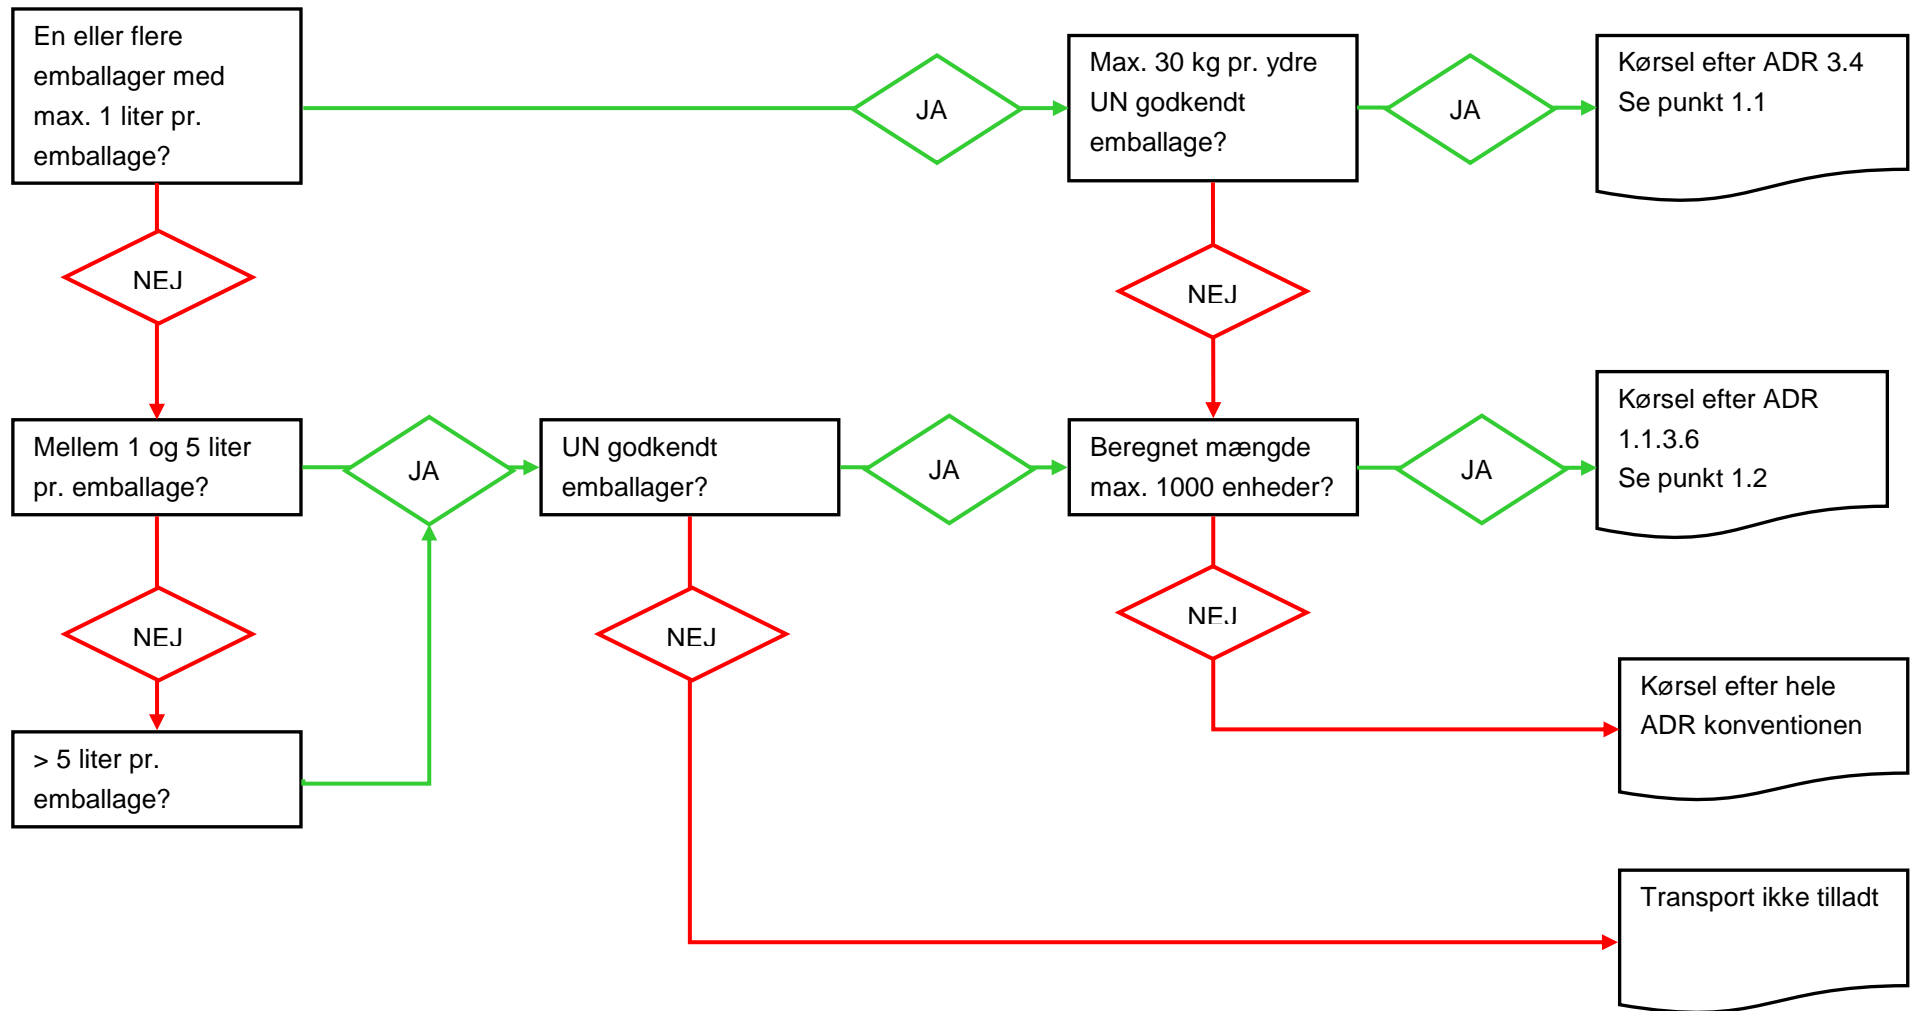 En eller flere
emballager med
max. 1 liter pr.
emballage?
JA
Max. 30 kg pr. ydre
UN godkendt
emballage?
JA
Kørsel efter ADR 3.4
Se punkt 1.1
NEJ
NEJ
Mellem 1 og 5 liter
pr. emballage?
JA
UN godkendt
emballager?
JA
Beregnet mængde
max. 1000 enheder?
JA
Kørsel efter ADR
1.1.3.6
Se punkt 1.2
NEJ
NEJ
NEJ
> 5 liter pr.
emballage?
Kørsel efter hele
ADR konventionen
Transport ikke tilladt